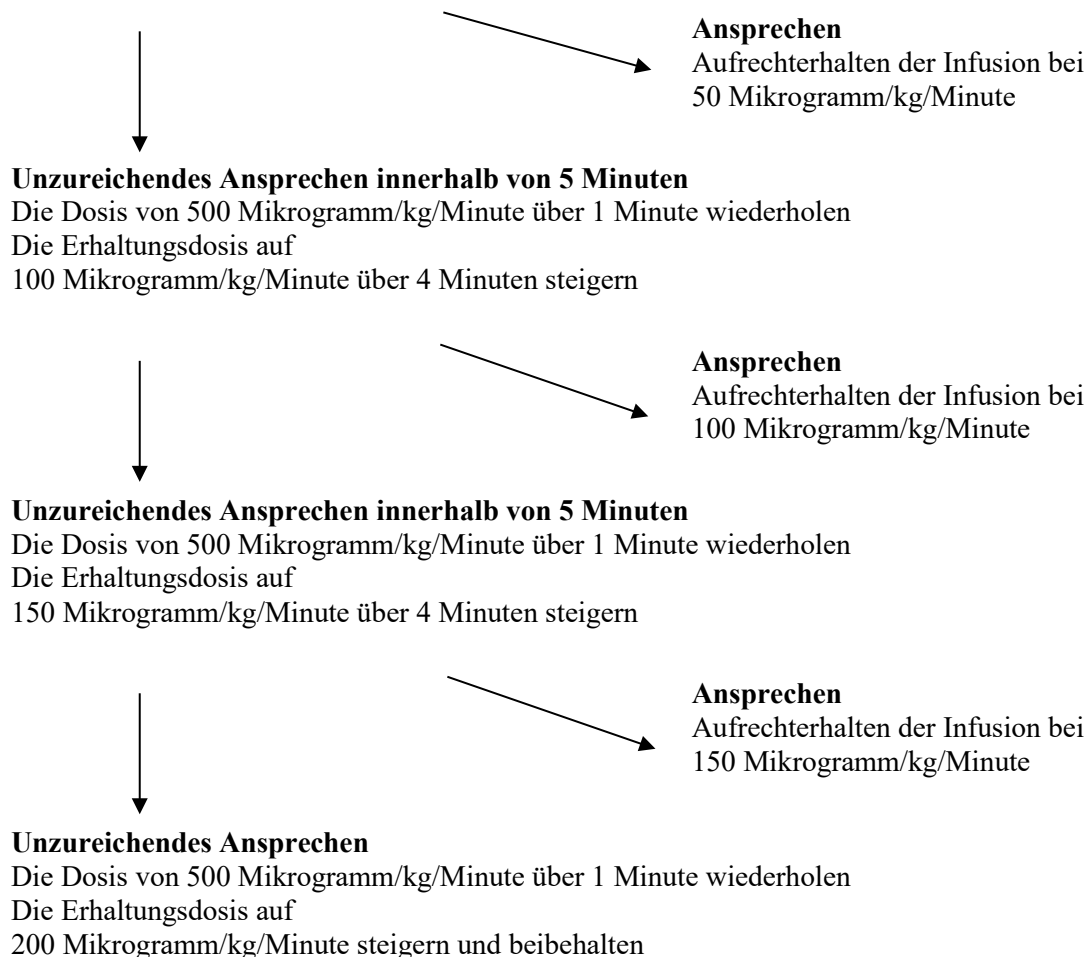 Ansprechen
Aufrechterhalten der Infusion bei
50 Mikrogramm/kg/Minute
Unzureichendes Ansprechen innerhalb von 5 Minuten
Die Dosis von 500 Mikrogramm/kg/Minute über 1 Minute wiederholen
Die Erhaltungsdosis auf
100 Mikrogramm/kg/Minute über 4 Minuten steigern
Ansprechen
Aufrechterhalten der Infusion bei
100 Mikrogramm/kg/Minute
Unzureichendes Ansprechen innerhalb von 5 Minuten
Die Dosis von 500 Mikrogramm/kg/Minute über 1 Minute wiederholen
Die Erhaltungsdosis auf
150 Mikrogramm/kg/Minute über 4 Minuten steigern
Ansprechen
Aufrechterhalten der Infusion bei
150 Mikrogramm/kg/Minute
Unzureichendes Ansprechen
Die Dosis von 500 Mikrogramm/kg/Minute über 1 Minute wiederholen
Die Erhaltungsdosis auf
200 Mikrogramm/kg/Minute steigern und beibehalten